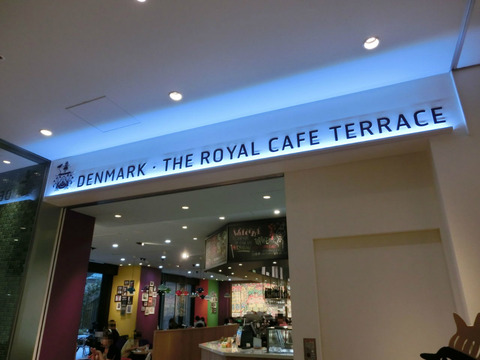 DENMARK · THE ROYAL CAFE TERRACE